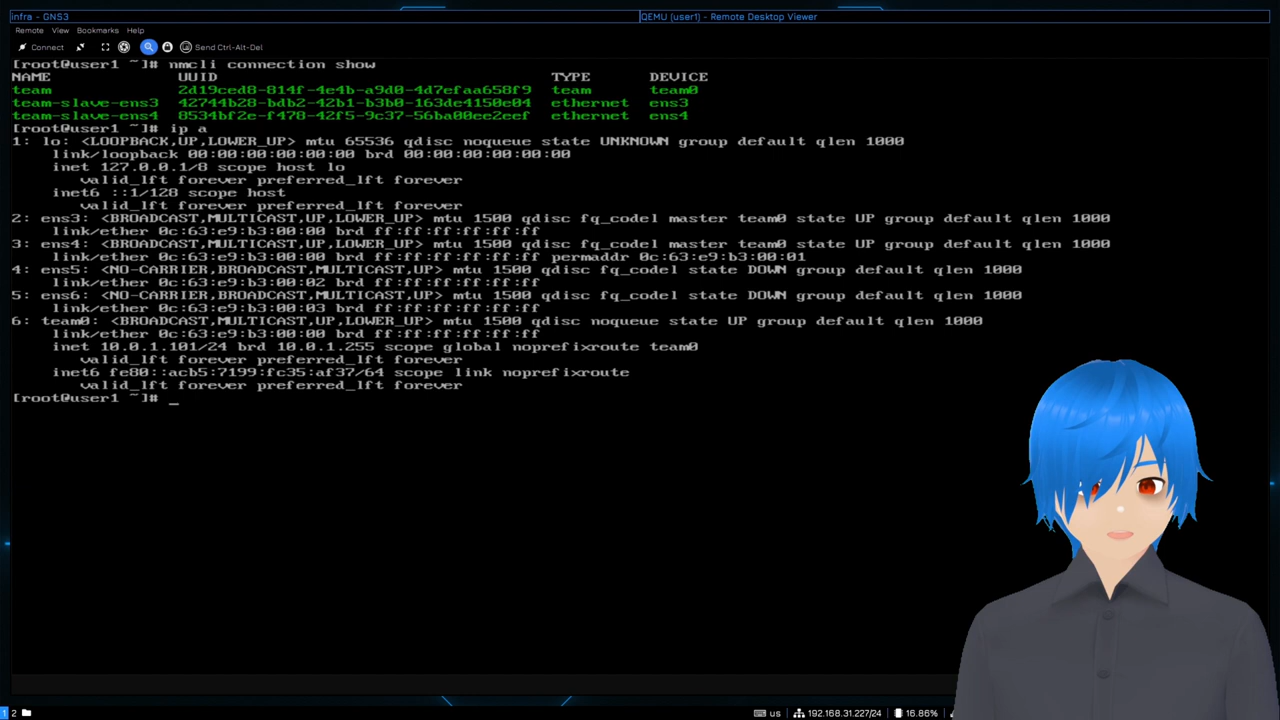 infra - GNS3
QEMU (user1) - Remote Desktop Viewer
Remote View Bookmarks Help
Connect Send Ctrl-Alt-Del
[root@user1 ~]# nmcli connection show
NAME UUID TYPE DEVICE
team 2d19ced8-814f-4e4b-a9d0-4d7efaa658f9 team team0
team-slave-ens3 42744b28-bdb2-42b1-b3b0-163de4150e04 ethernet ens3
team-slave-ens4 8534bf2e-f478-42f5-9c37-56ba00ee2eef ethernet ens4
[root@user1 ~]# ip a
1: lo: <LOOPBACK,UP,LOWER_UP> mtu 65536 qdisc noqueue state UNKNOWN group default qlen 1000
link/loopback 00:00:00:00:00:00 brd 00:00:00:00:00:00
inet 127.0.0.1/8 scope host lo
valid_lft forever preferred_lft forever
inet6 ::1/128 scope host
valid_lft forever preferred_lft forever
2: ens3: <BROADCAST,MULTICAST,UP,LOWER_UP> mtu 1500 qdisc fq_codel master team0 state UP group default qlen 1000
link/ether 0c:63:e9:b3:00:00 brd ff:ff:ff:ff:ff:ff
3: ens4: <BROADCAST,MULTICAST,UP,LOWER_UP> mtu 1500 qdisc fq_codel master team0 state UP group default qlen 1000
link/ether 0c:63:e9:b3:00:00 brd ff:ff:ff:ff:ff:ff permaddr 0c:63:e9:b3:00:01
4: ens5: <NO-CARRIER,BROADCAST,MULTICAST,UP> mtu 1500 qdisc fq_codel state DOWN group default qlen 1000
link/ether 0c:63:e9:b3:00:02 brd ff:ff:ff:ff:ff:ff
5: ens6: <NO-CARRIER,BROADCAST,MULTICAST,UP> mtu 1500 qdisc fq_codel state DOWN group default qlen 1000
link/ether 0c:63:e9:b3:00:03 brd ff:ff:ff:ff:ff:ff
6: team0: <BROADCAST,MULTICAST,UP,LOWER_UP> mtu 1500 qdisc noqueue state UP group default qlen 1000
link/ether 0c:63:e9:b3:00:00 brd ff:ff:ff:ff:ff:ff
inet 10.0.1.101/24 brd 10.0.1.255 scope global noprefixroute team0
valid_lft forever preferred_lft forever
inet6 fe80::acb5:7199:fc35:af37/64 scope link noprefixroute
valid_lft forever preferred_lft forever
[root@user1 ~]# _
1 2 us 192.168.31.227/24 16.86%